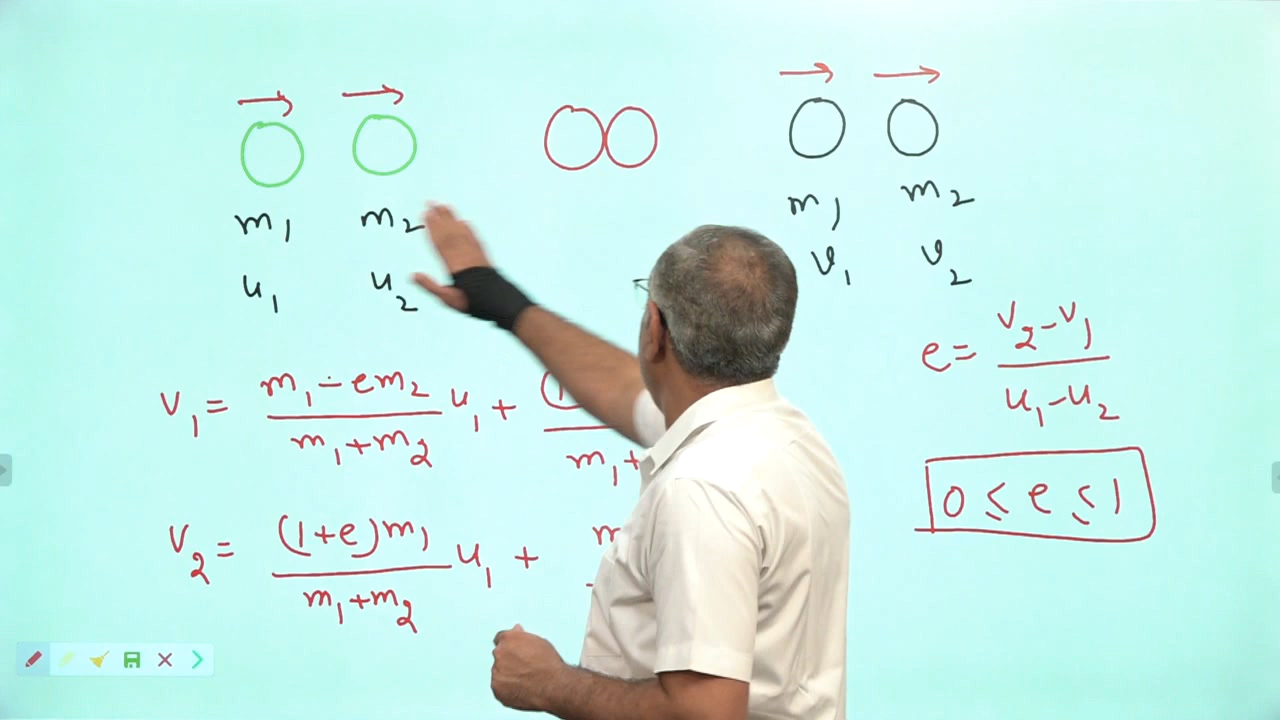 m₁ m₂
u₁ u₂
m₁ m₂
v₁ v₂
e = (v₂ - v₁) / (u₁ - u₂)
v₁ = (m₁ - em₂) / (m₁ + m₂) u₁ +
m₁ +
0 ≤ e ≤ 1
v₂ = (1+e)m₁ / (m₁ + m₂) u₁ +